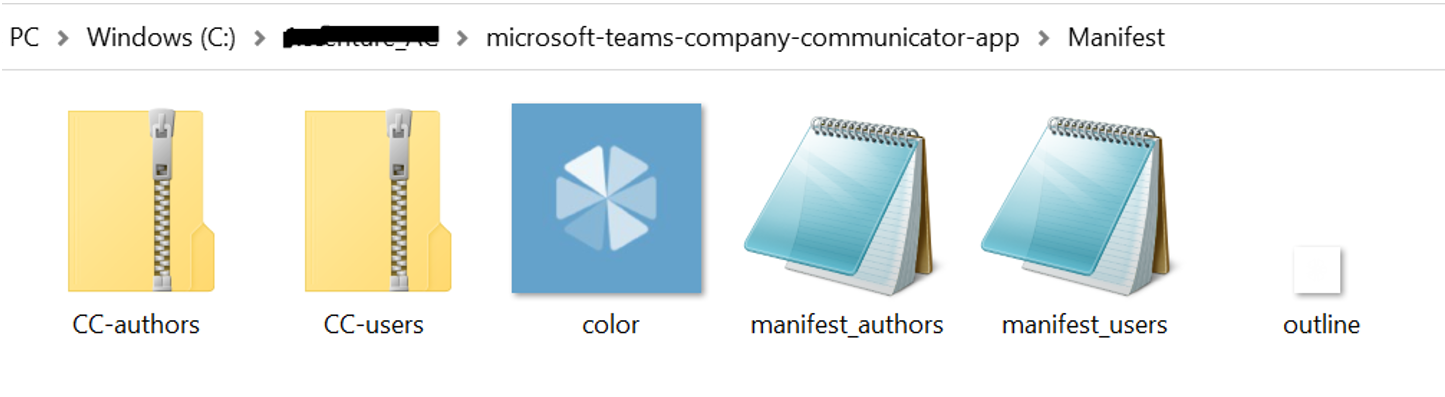 PC > Windows (C:) > > microsoft-teams-company-communicator-app > Manifest
CC-authors CC-users color manifest_authors manifest_users outline